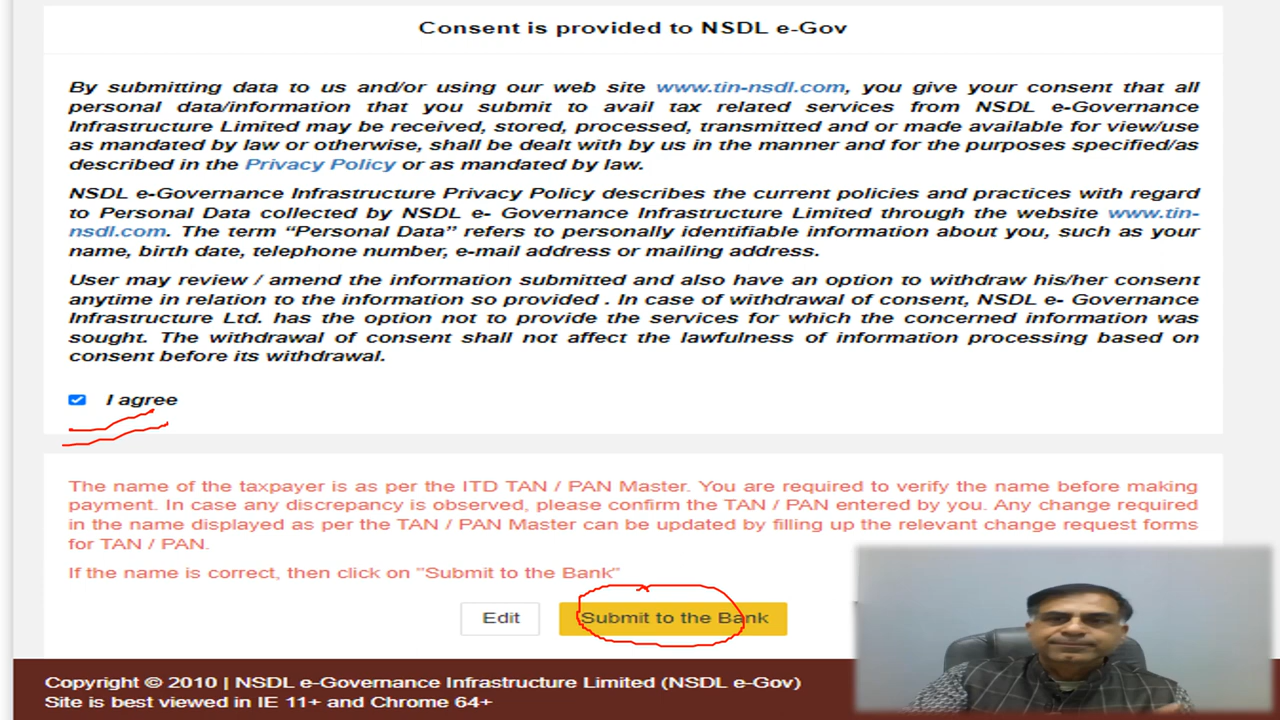 Consent is provided to NSDL e-Gov
By submitting data to us and/or using our web site www.tin-nsdl.com, you give your consent that all
personal data/information that you submit to avail tax related services from NSDL e-Governance
Infrastructure Limited may be received, stored, processed, transmitted and or made available for view/use
as mandated by law or otherwise, shall be dealt with by us in the manner and for the purposes specified/as
described in the Privacy Policy or as mandated by law.
NSDL e-Governance Infrastructure Privacy Policy describes the current policies and practices with regard
to Personal Data collected by NSDL e- Governance Infrastructure Limited through the website www.tin-
nsdl.com. The term “Personal Data” refers to personally identifiable information about you, such as your
name, birth date, telephone number, e-mail address or mailing address.
User may review / amend the information submitted and also have an option to withdraw his/her consent
anytime in relation to the information so provided . In case of withdrawal of consent, NSDL e- Governance
Infrastructure Ltd. has the option not to provide the services for which the concerned information was
sought. The withdrawal of consent shall not affect the lawfulness of information processing based on
consent before its withdrawal.
I agree
The name of the taxpayer is as per the ITD TAN / PAN Master. You are required to verify the name before making
payment. In case any discrepancy is observed, please confirm the TAN / PAN entered by you. Any change required
in the name displayed as per the TAN / PAN Master can be updated by filling up the relevant change request forms
for TAN / PAN.
If the name is correct, then click on "Submit to the Bank"
Edit Submit to the Bank
Copyright © 2010 | NSDL e-Governance Infrastructure Limited (NSDL e-Gov)
Site is best viewed in IE 11+ and Chrome 64+